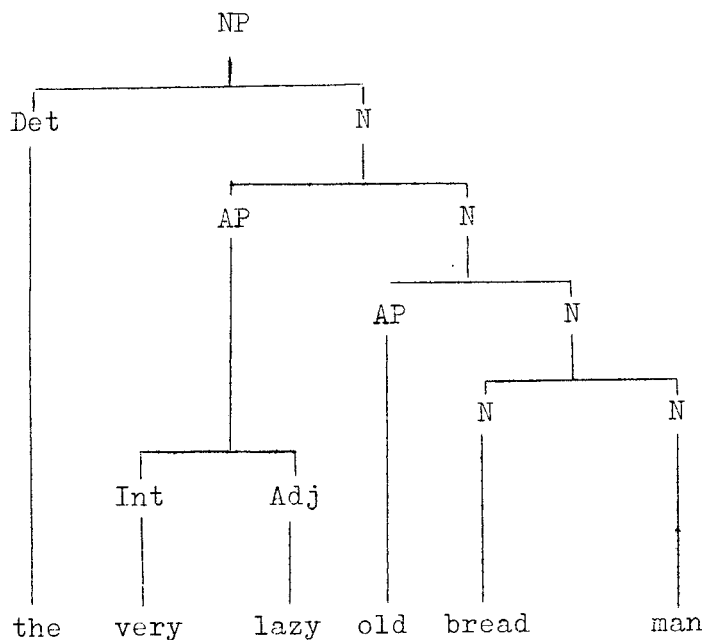 NP
Det N
AP N
AP N
N N
Int Adj
the very lazy old bread man